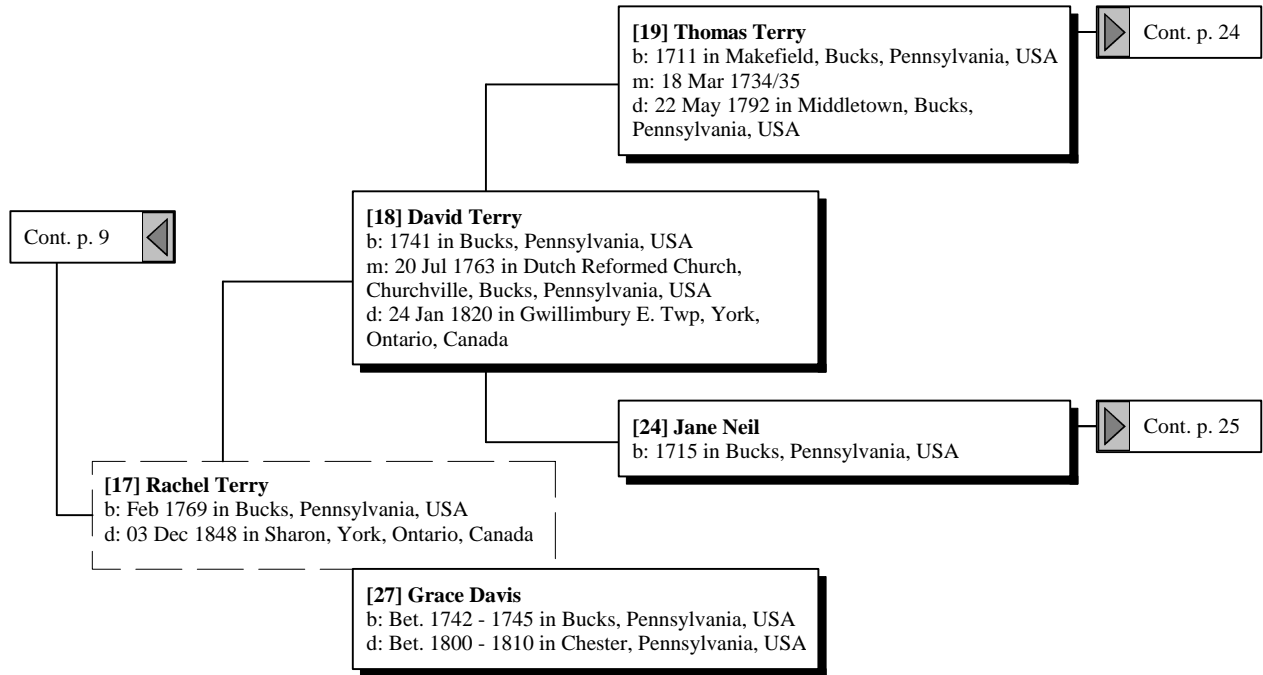 [19] Thomas Terry
b: 1711 in Makefield, Bucks, Pennsylvania, USA
m: 18 Mar 1734/35
d: 22 May 1792 in Middletown, Bucks,
Pennsylvania, USA
Cont. p. 24
[18] David Terry
b: 1741 in Bucks, Pennsylvania, USA
m: 20 Jul 1763 in Dutch Reformed Church,
Churchville, Bucks, Pennsylvania, USA
d: 24 Jan 1820 in Gwillimbury E. Twp, York,
Ontario, Canada
Cont. p. 9
[24] Jane Neil
b: 1715 in Bucks, Pennsylvania, USA
Cont. p. 25
[17] Rachel Terry
b: Feb 1769 in Bucks, Pennsylvania, USA
d: 03 Dec 1848 in Sharon, York, Ontario, Canada
[27] Grace Davis
b: Bet. 1742 - 1745 in Bucks, Pennsylvania, USA
d: Bet. 1800 - 1810 in Chester, Pennsylvania, USA